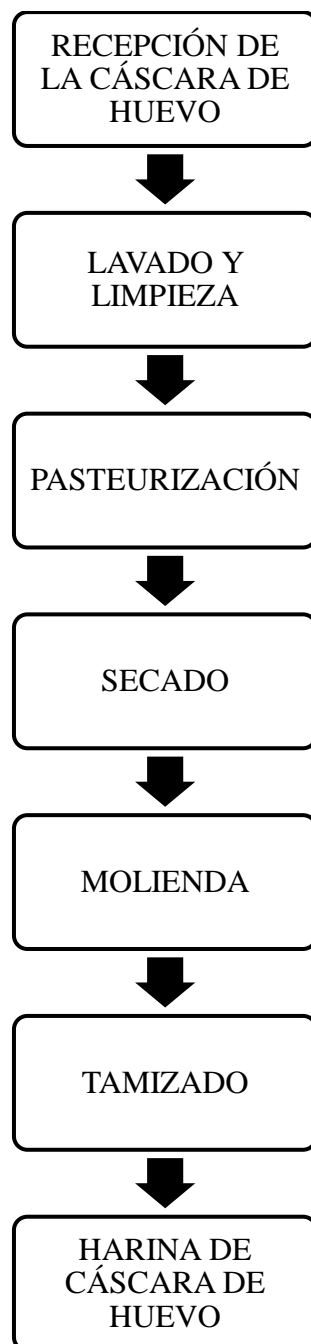 RECEPCIÓN DE
LA CÁSCARA DE
HUEVO
LAVADO Y
LIMPIEZA
PASTEURIZACIÓN
SECADO
MOLIENDA
TAMIZADO
HARINA DE
CÁSCARA DE
HUEVO